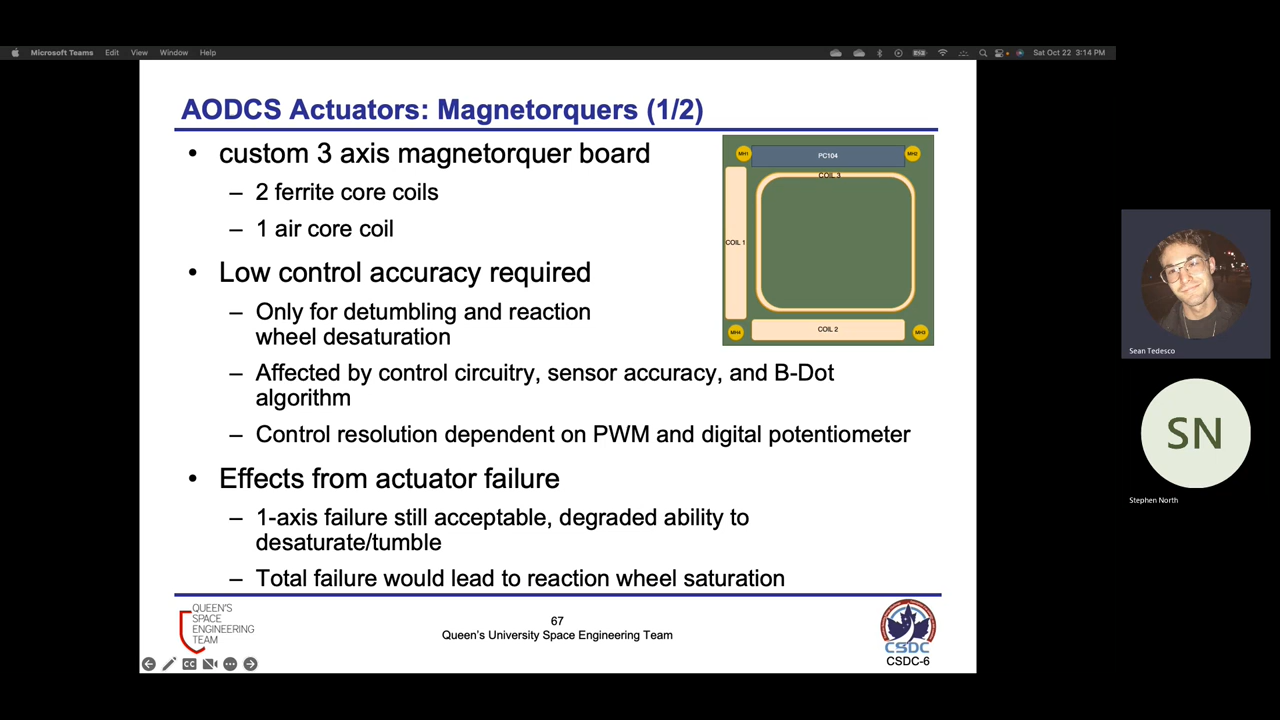 Microsoft Teams Edit View Window Help Sat Oct 22 3:14 PM
AODCS Actuators: Magnetorquers (1/2)
• custom 3 axis magnetorquer board
– 2 ferrite core coils
– 1 air core coil
• Low control accuracy required
– Only for detumbling and reaction
wheel desaturation
– Affected by control circuitry, sensor accuracy, and B-Dot
algorithm
– Control resolution dependent on PWM and digital potentiometer
• Effects from actuator failure
– 1-axis failure still acceptable, degraded ability to
desaturate/tumble
– Total failure would lead to reaction wheel saturation
MH1
PC104
MH2
COIL 3
COIL 1
MH4
COIL 2
MH3
QUEEN'S
SPACE
ENGINEERING
TEAM
67
Queen's University Space Engineering Team
CSDC
CSDC-6
CC
Sean Tedesco
SN
Stephen North